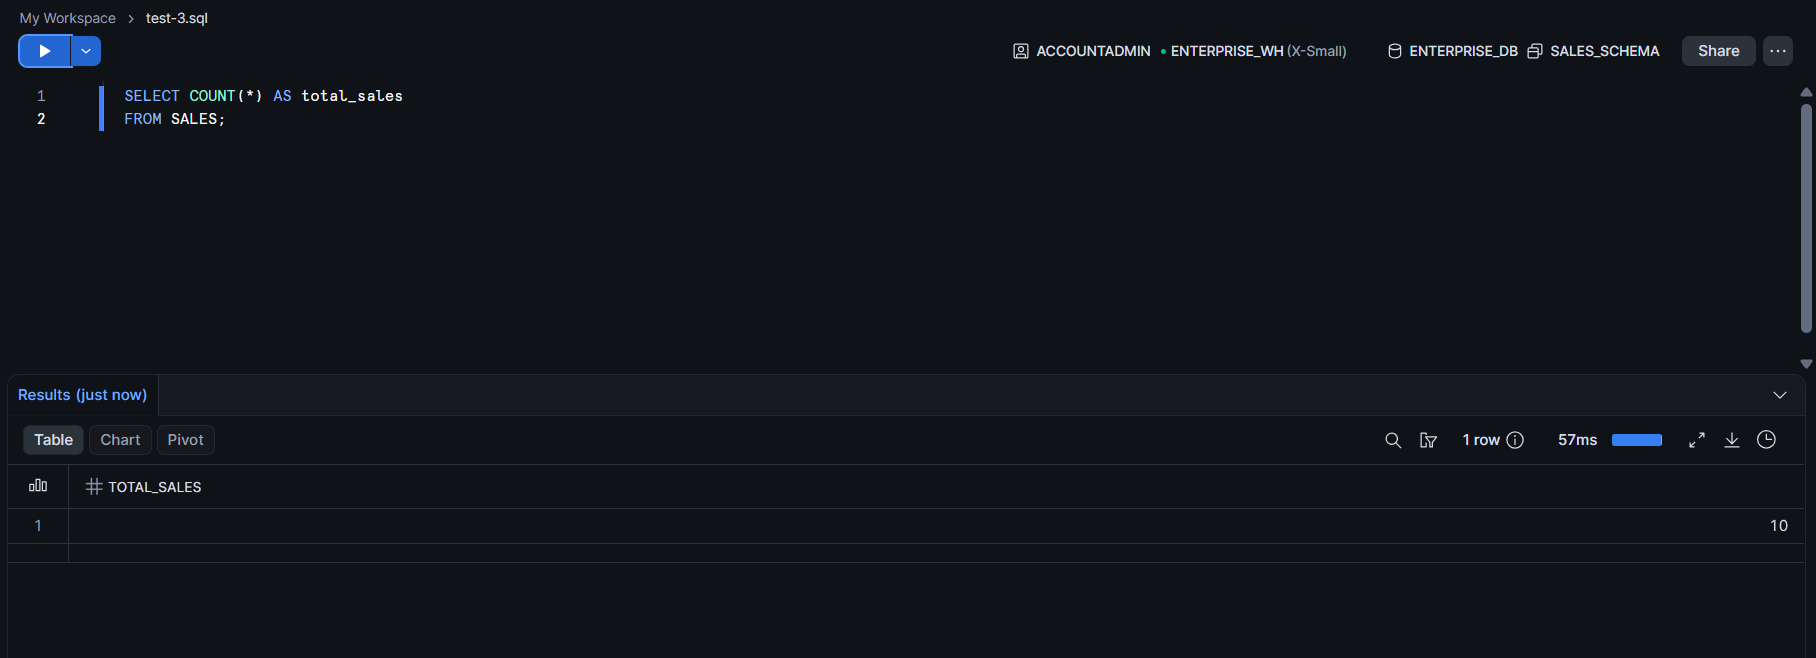 My Workspace > test-3.sql
ACCOUNTADMIN ENTERPRISE_WH (X-Small) ENTERPRISE_DB SALES_SCHEMA Share ...
1 SELECT COUNT(*) AS total_sales
2 FROM SALES;
Results (just now)
Table Chart Pivot 1 row 57ms
TOTAL_SALES
1 10